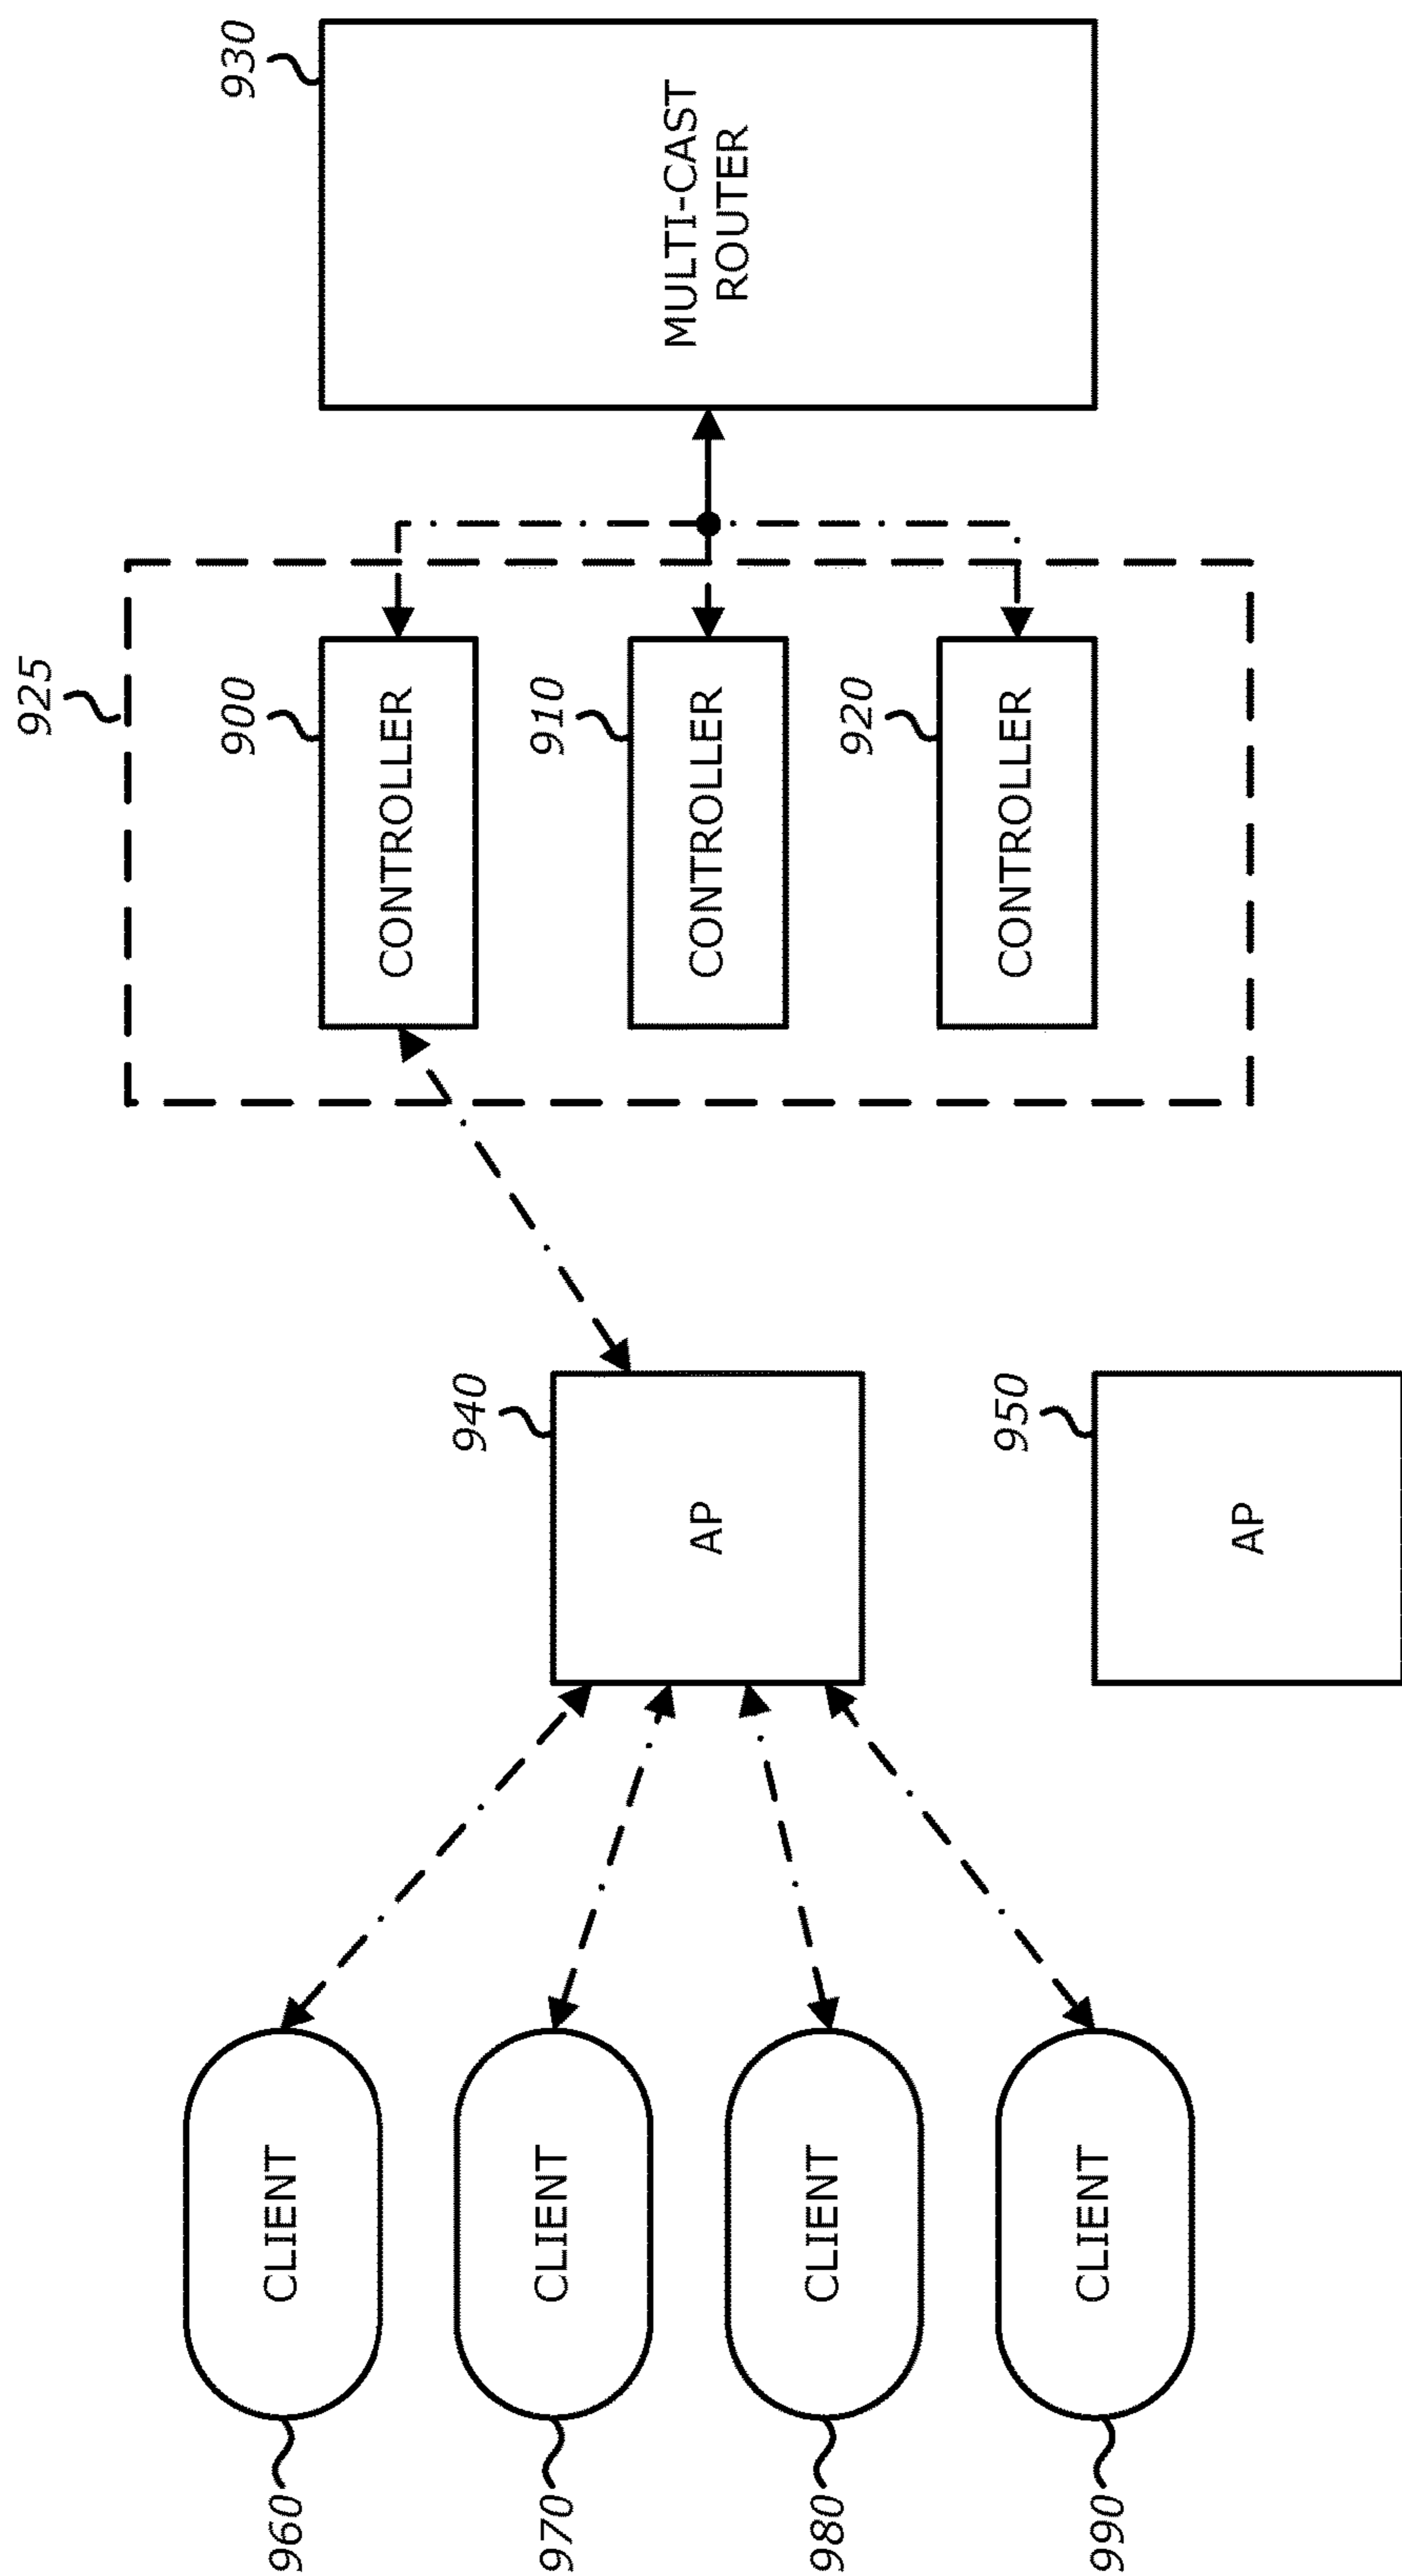 960
CLIENT
970
CLIENT
980
CLIENT
990
CLIENT
940
AP
950
AP
925
900
CONTROLLER
910
CONTROLLER
920
CONTROLLER
930
MULTI-CAST
ROUTER